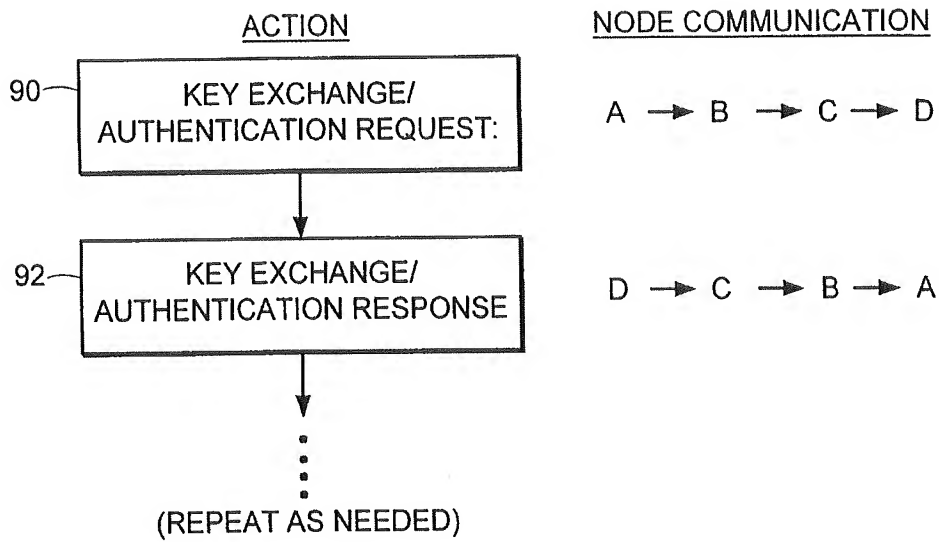 ACTION
NODE COMMUNICATION
90
KEY EXCHANGE/
AUTHENTICATION REQUEST:
A → B → C → D
92
KEY EXCHANGE/
AUTHENTICATION RESPONSE
D → C → B → A
(REPEAT AS NEEDED)